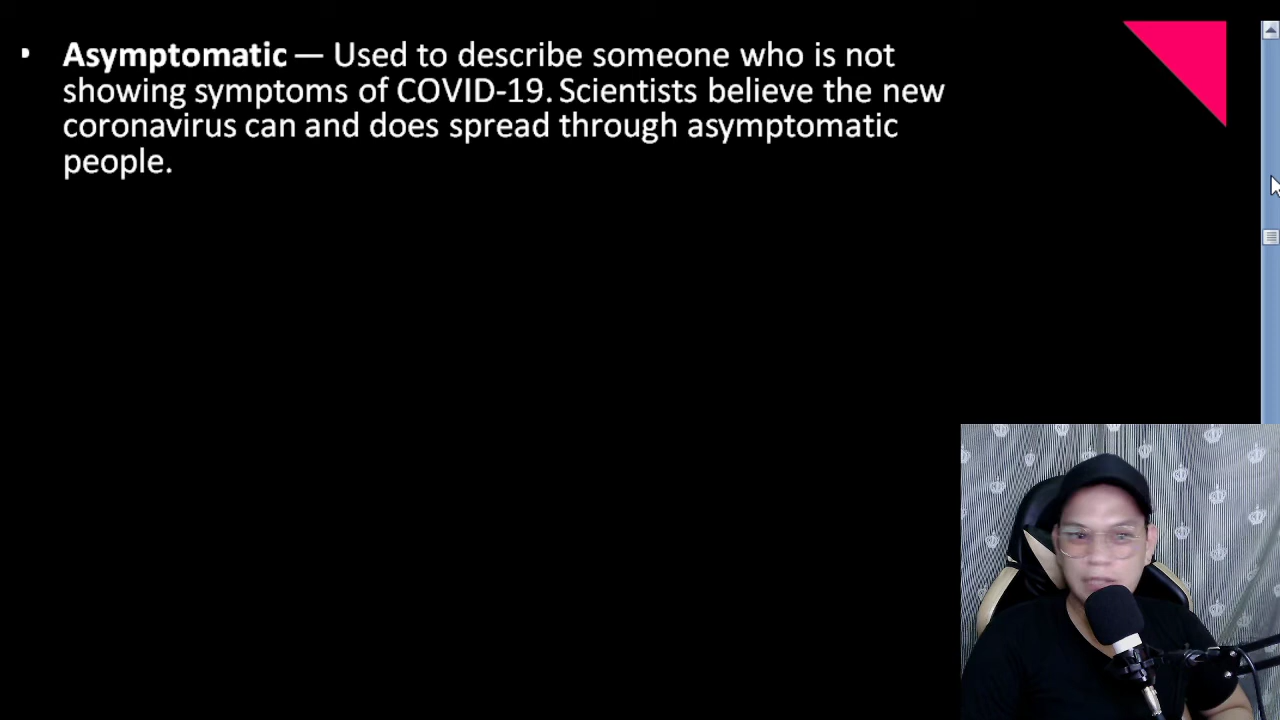 • Asymptomatic — Used to describe someone who is not
showing symptoms of COVID-19. Scientists believe the new
coronavirus can and does spread through asymptomatic
people.